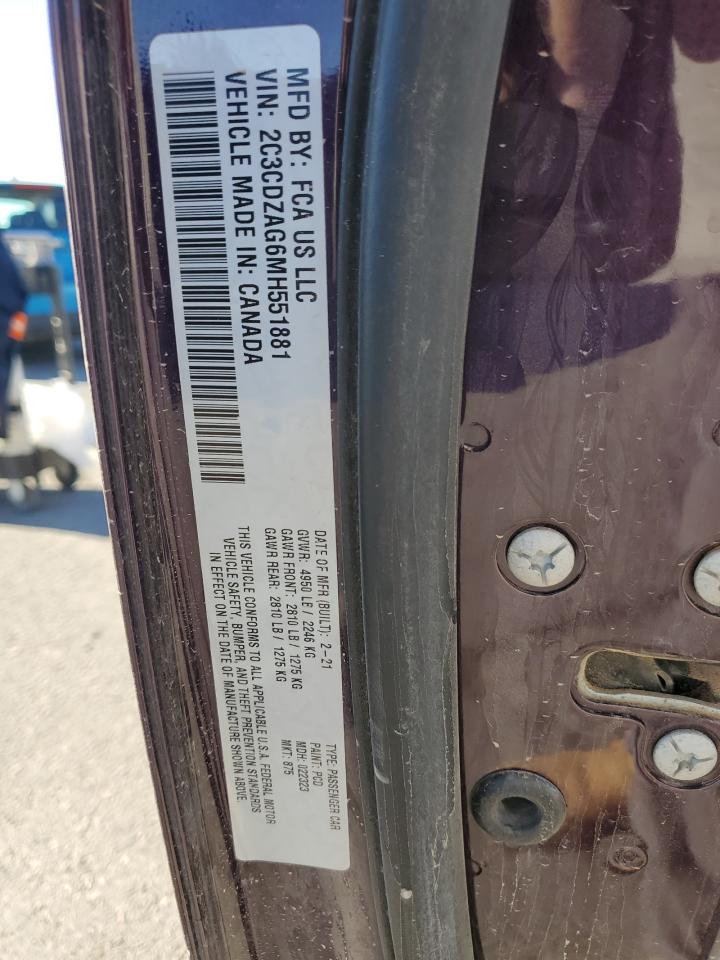 MFD BY: FCA US LLC
VIN: 2C3CDZAG6MH551881
VEHICLE MADE IN: CANADA
DATE OF MFR (BUILT): 2-21
GVWR: 4950 LB / 2246 KG
GAWR FRONT: 2810 LB / 1275 KG
GAWR REAR: 2810 LB / 1275 KG
TYPE: PASSENGER CAR
PAINT: PCD
MDH: 022323
MKT: 875
THIS VEHICLE CONFORMS TO ALL APPLICABLE U.S.A. FEDERAL MOTOR
VEHICLE SAFETY, BUMPER, AND THEFT PREVENTION STANDARDS
IN EFFECT ON THE DATE OF MANUFACTURE SHOWN ABOVE.